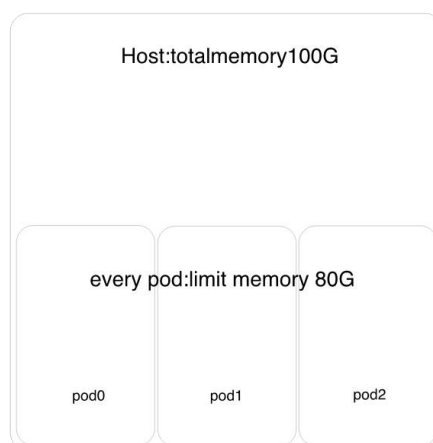 Host:totalmemory100G
every pod:limit memory 80G
pod0
pod1
pod2